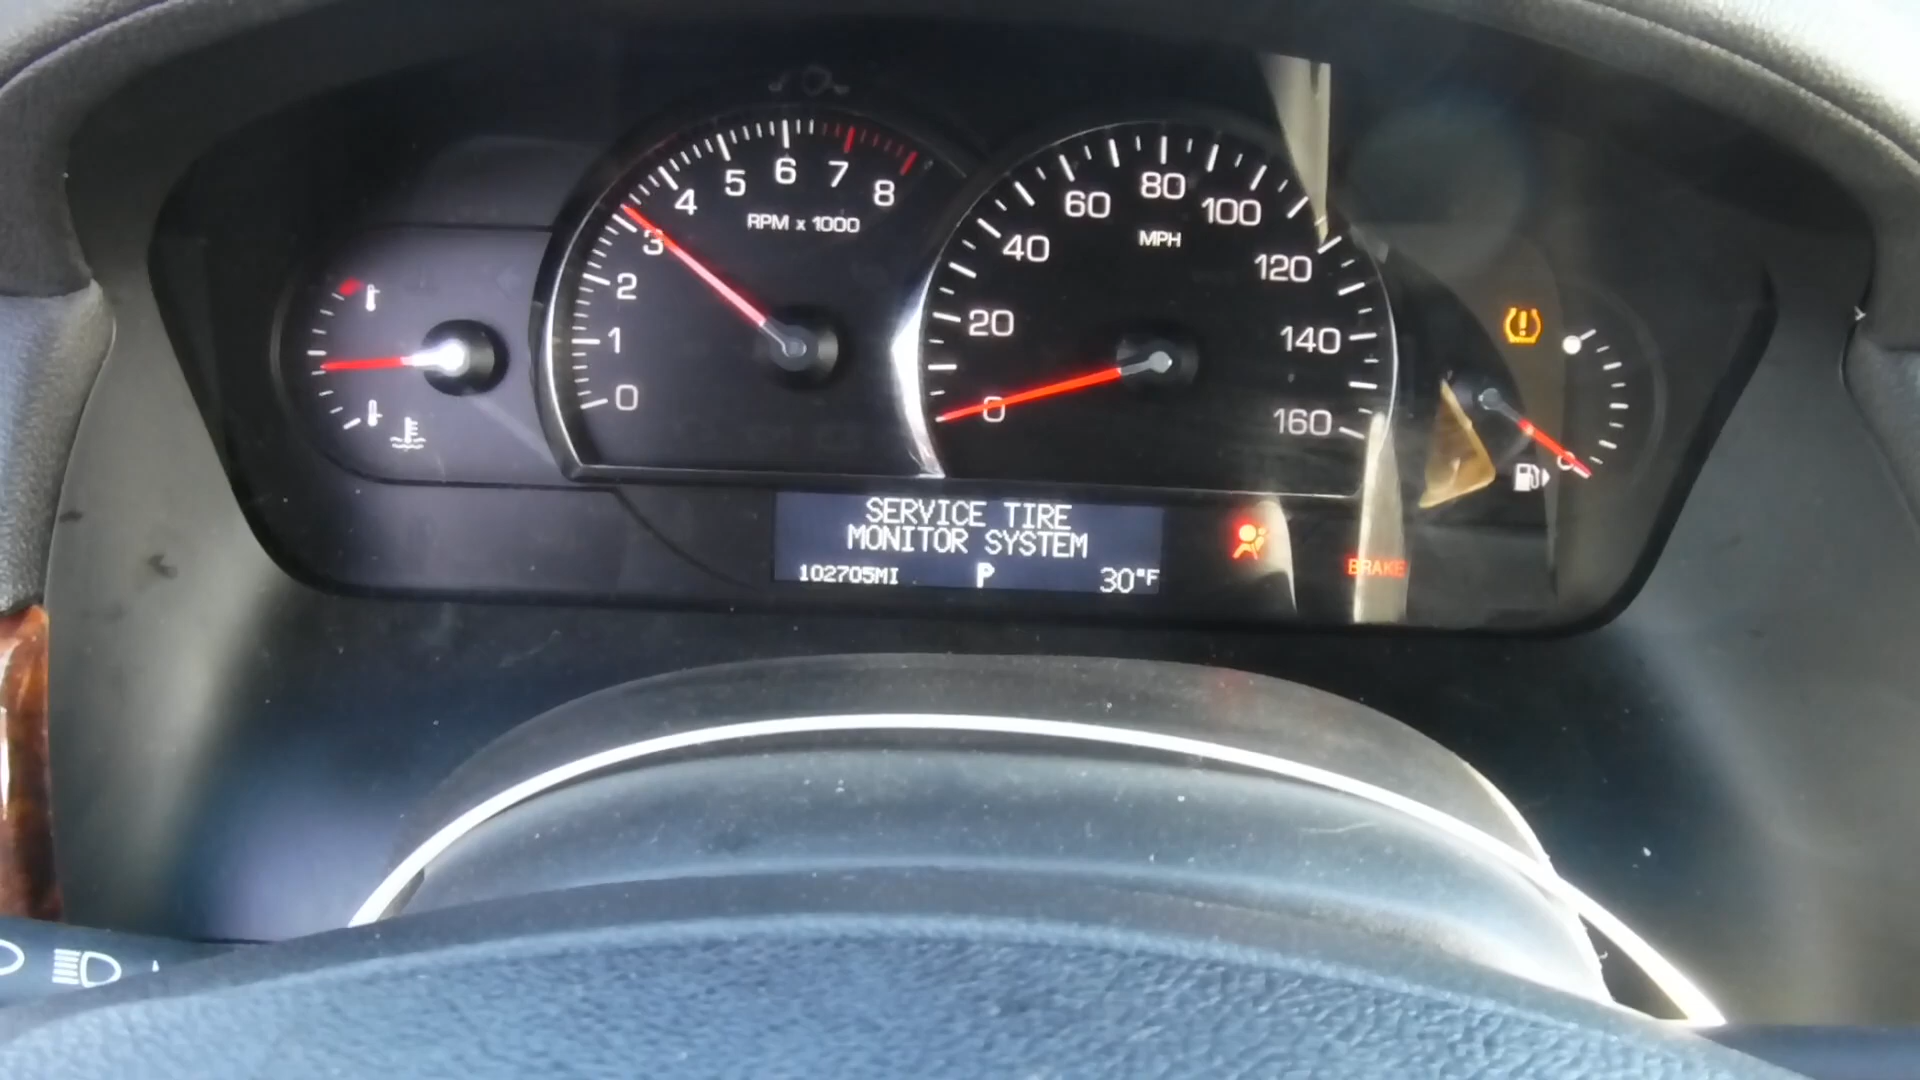 0 1 2 3 4 5 6 7 8
RPM x 1000
0 20 40 60 80 100 120 140 160
MPH
SERVICE TIRE
MONITOR SYSTEM
102705MI P 30°F
BRAKE